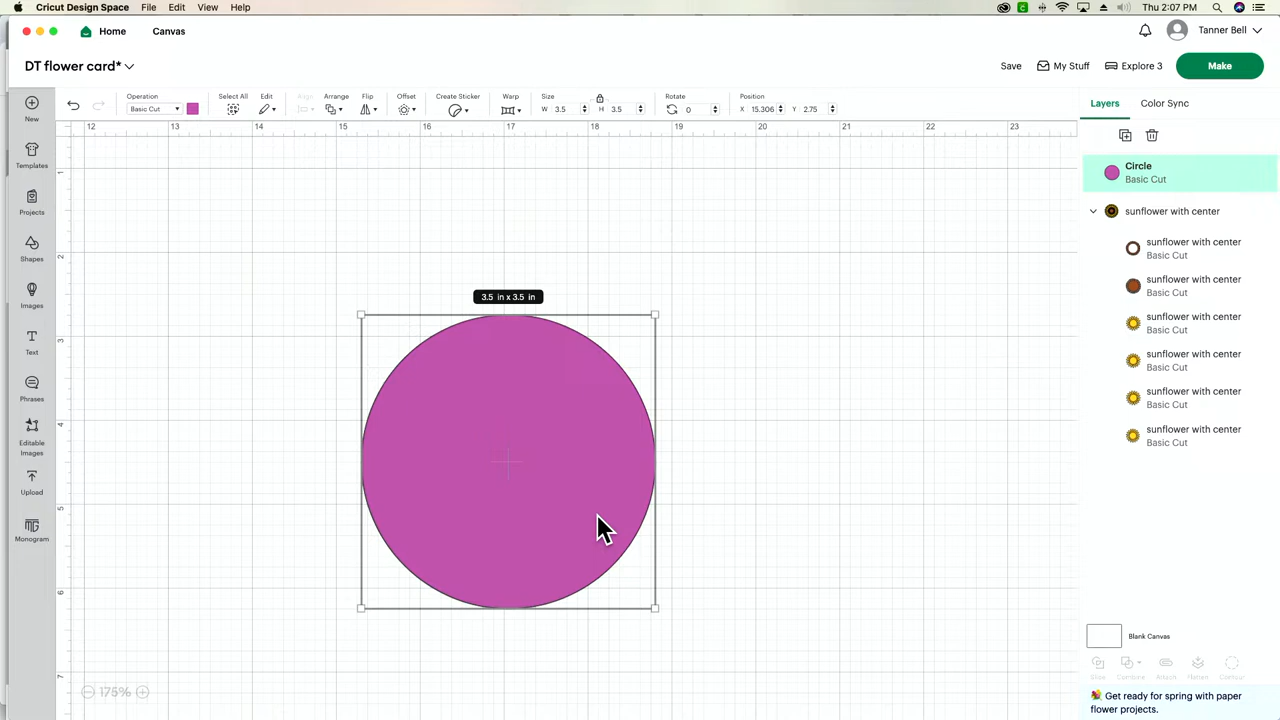 Cricut Design Space File Edit View Help Thu 2:07 PM
Home Canvas Tanner Bell
DT flower card* Save My Stuff Explore 3 Make
Operation Select All Edit Align Arrange Flip Offset Create Sticker Warp Size Rotate Position
Basic Cut W 3.5 H 3.5 0 X 15.306 Y 2.75
Layers Color Sync
12 13 14 15 16 17 18 19 20 21 22 23
New
Templates
Projects
Shapes
Images
Text
Phrases
Editable
Images
Upload
Monogram
1
2
3
4
5
6
7
3.5 in x 3.5 in
175%
Circle
Basic Cut
sunflower with center
sunflower with center
Basic Cut
sunflower with center
Basic Cut
sunflower with center
Basic Cut
sunflower with center
Basic Cut
sunflower with center
Basic Cut
sunflower with center
Basic Cut
Blank Canvas
Slice Combine Attach Flatten Contour
Get ready for spring with paper
flower projects.